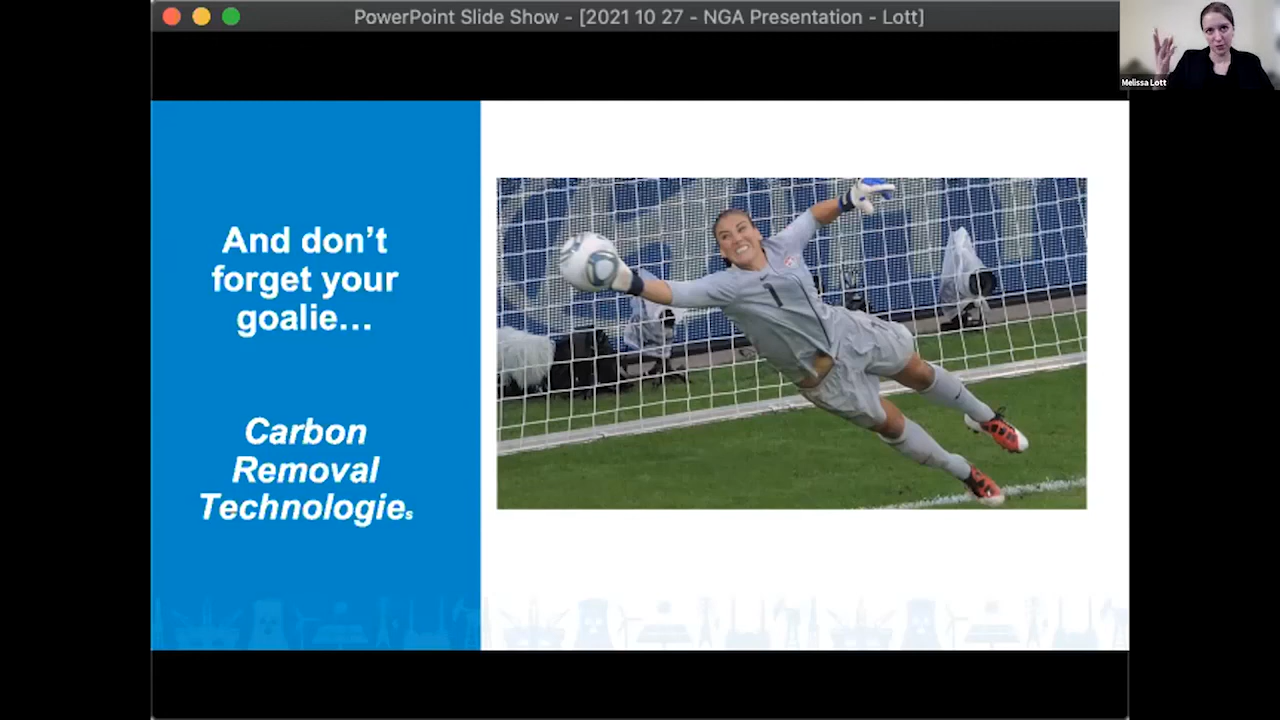 PowerPoint Slide Show - [2021 10 27 - NGA Presentation - Lott]
Melissa Lott
And don’t
forget your
goalie…
Carbon
Removal
Technologies
1